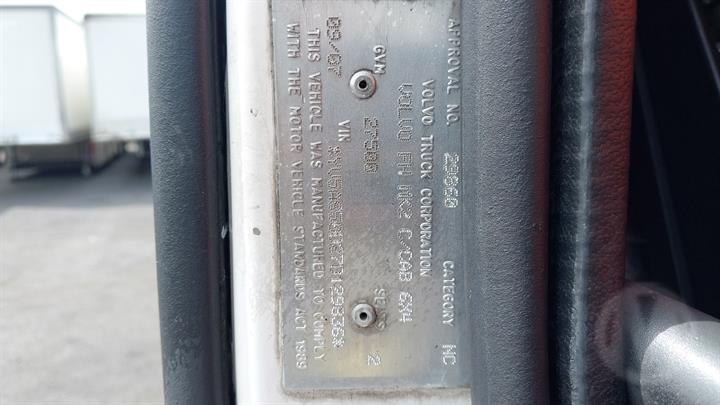 APPROVAL NO. 29860 CATEGORY NC
VOLVO TRUCK CORPORATION
VOLVO FM MK2 C/CAB 6X4
GVM 27500 SEATS 2
09/07 VIN
THIS VEHICLE WAS MANUFACTURED TO COMPLY
WITH THE MOTOR VEHICLE STANDARDS ACT 1989